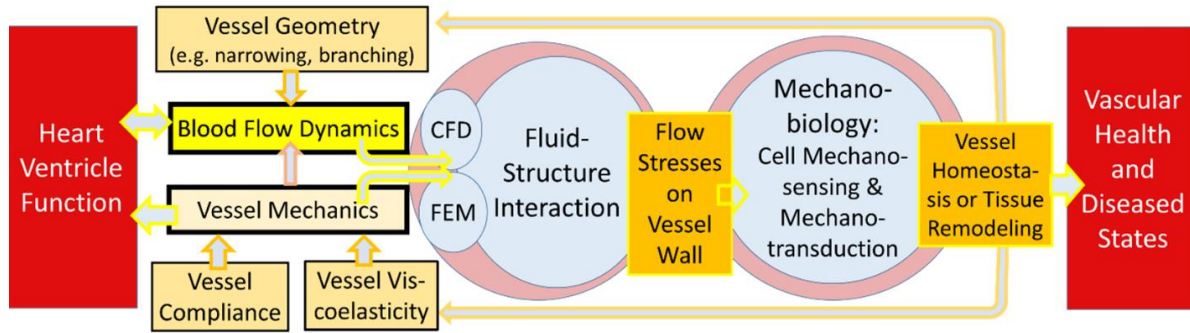 Heart
Ventricle
Function
Vessel Geometry
(e.g. narrowing, branching)
Blood Flow Dynamics
Vessel Mechanics
Vessel
Compliance
Vessel Vis-
coelasticity
CFD
FEM
Fluid-
Structure
Interaction
Flow
Stresses
on
Vessel
Wall
Mechano-
biology:
Cell Mechano-
sensing &
Mechano-
transduction
Vessel
Homeosta-
sis or Tissue
Remodeling
Vascular
Health
and
Diseased
States